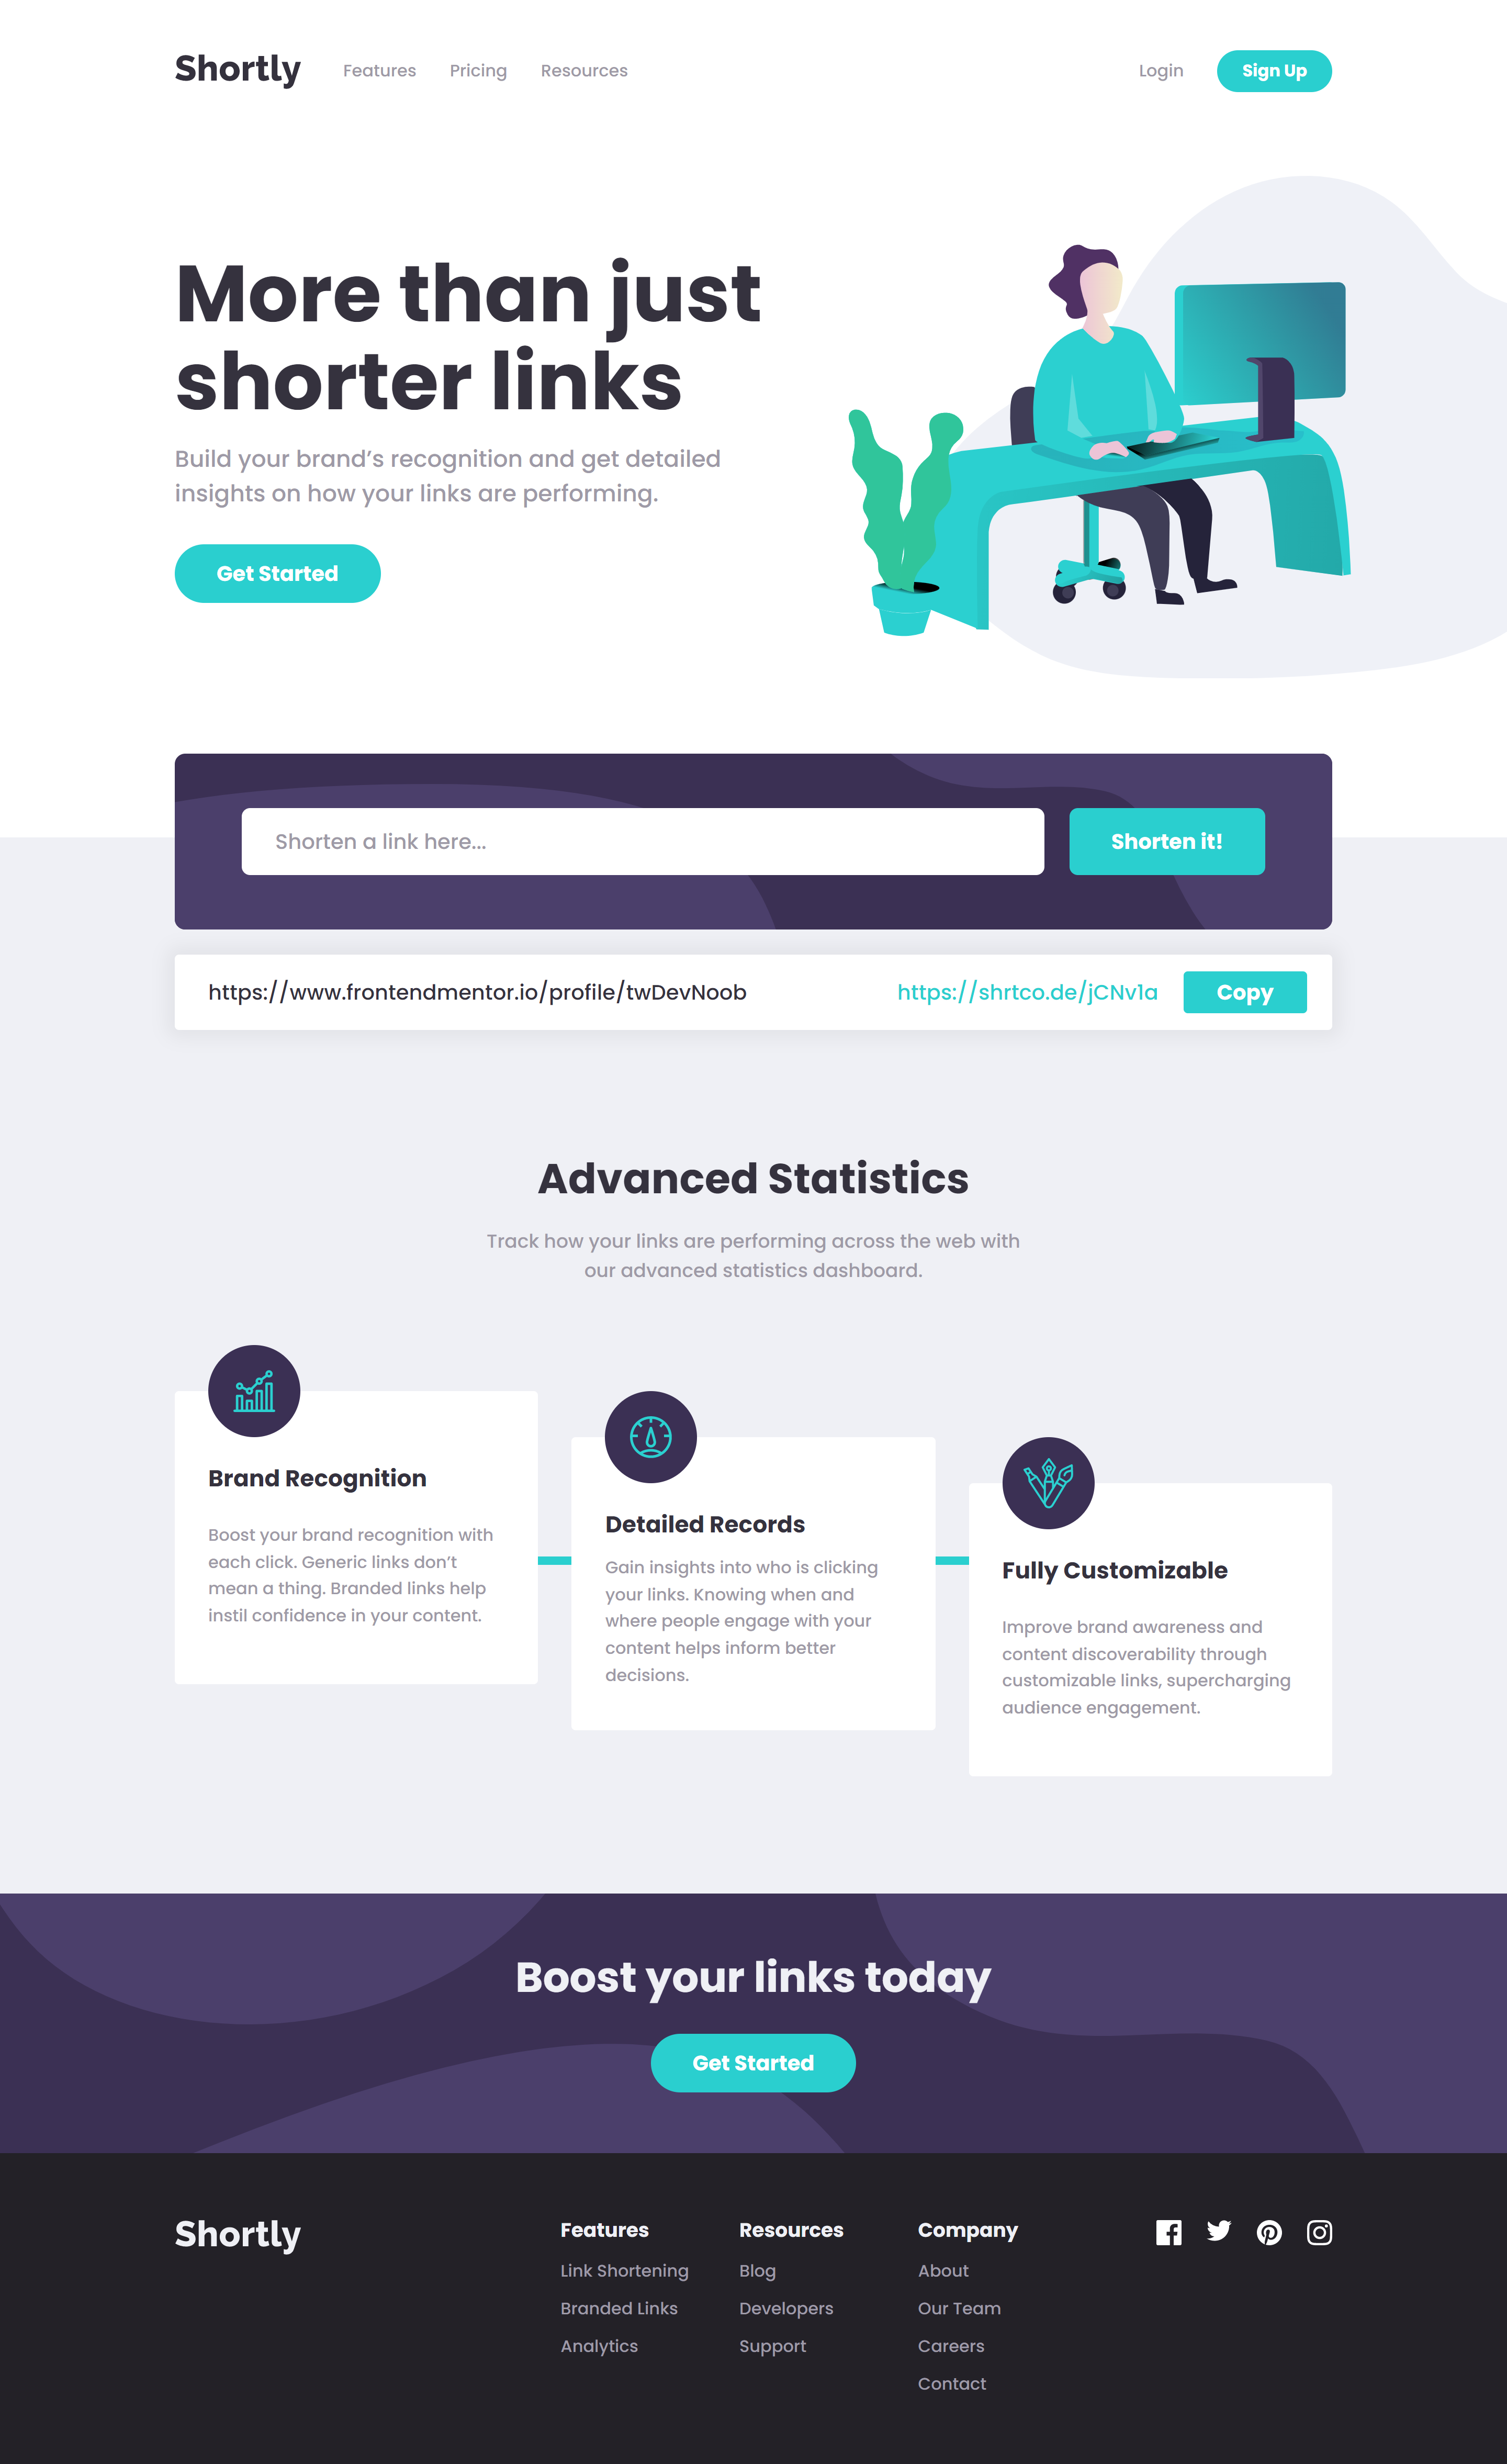 Shortly Features Pricing Resources Login Sign Up
More than just
shorter links
Build your brand’s recognition and get detailed
insights on how your links are performing.
Get Started
Shorten a link here...
Shorten it!
https://www.frontendmentor.io/profile/twDevNoob
https://shrtco.de/jCNv1a
Copy
Advanced Statistics
Track how your links are performing across the web with
our advanced statistics dashboard.
Brand Recognition
Boost your brand recognition with
each click. Generic links don’t
mean a thing. Branded links help
instil confidence in your content.
Detailed Records
Gain insights into who is clicking
your links. Knowing when and
where people engage with your
content helps inform better
decisions.
Fully Customizable
Improve brand awareness and
content discoverability through
customizable links, supercharging
audience engagement.
Boost your links today
Get Started
Shortly
Features
Link Shortening
Branded Links
Analytics
Resources
Blog
Developers
Support
Company
About
Our Team
Careers
Contact